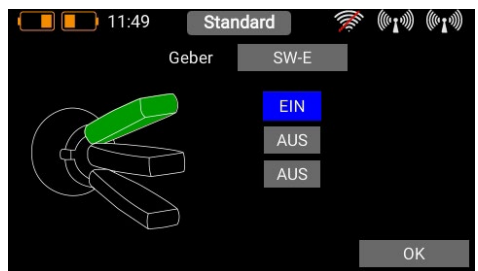 11:49 Standard
Geber SW-E
EIN
AUS
AUS
OK